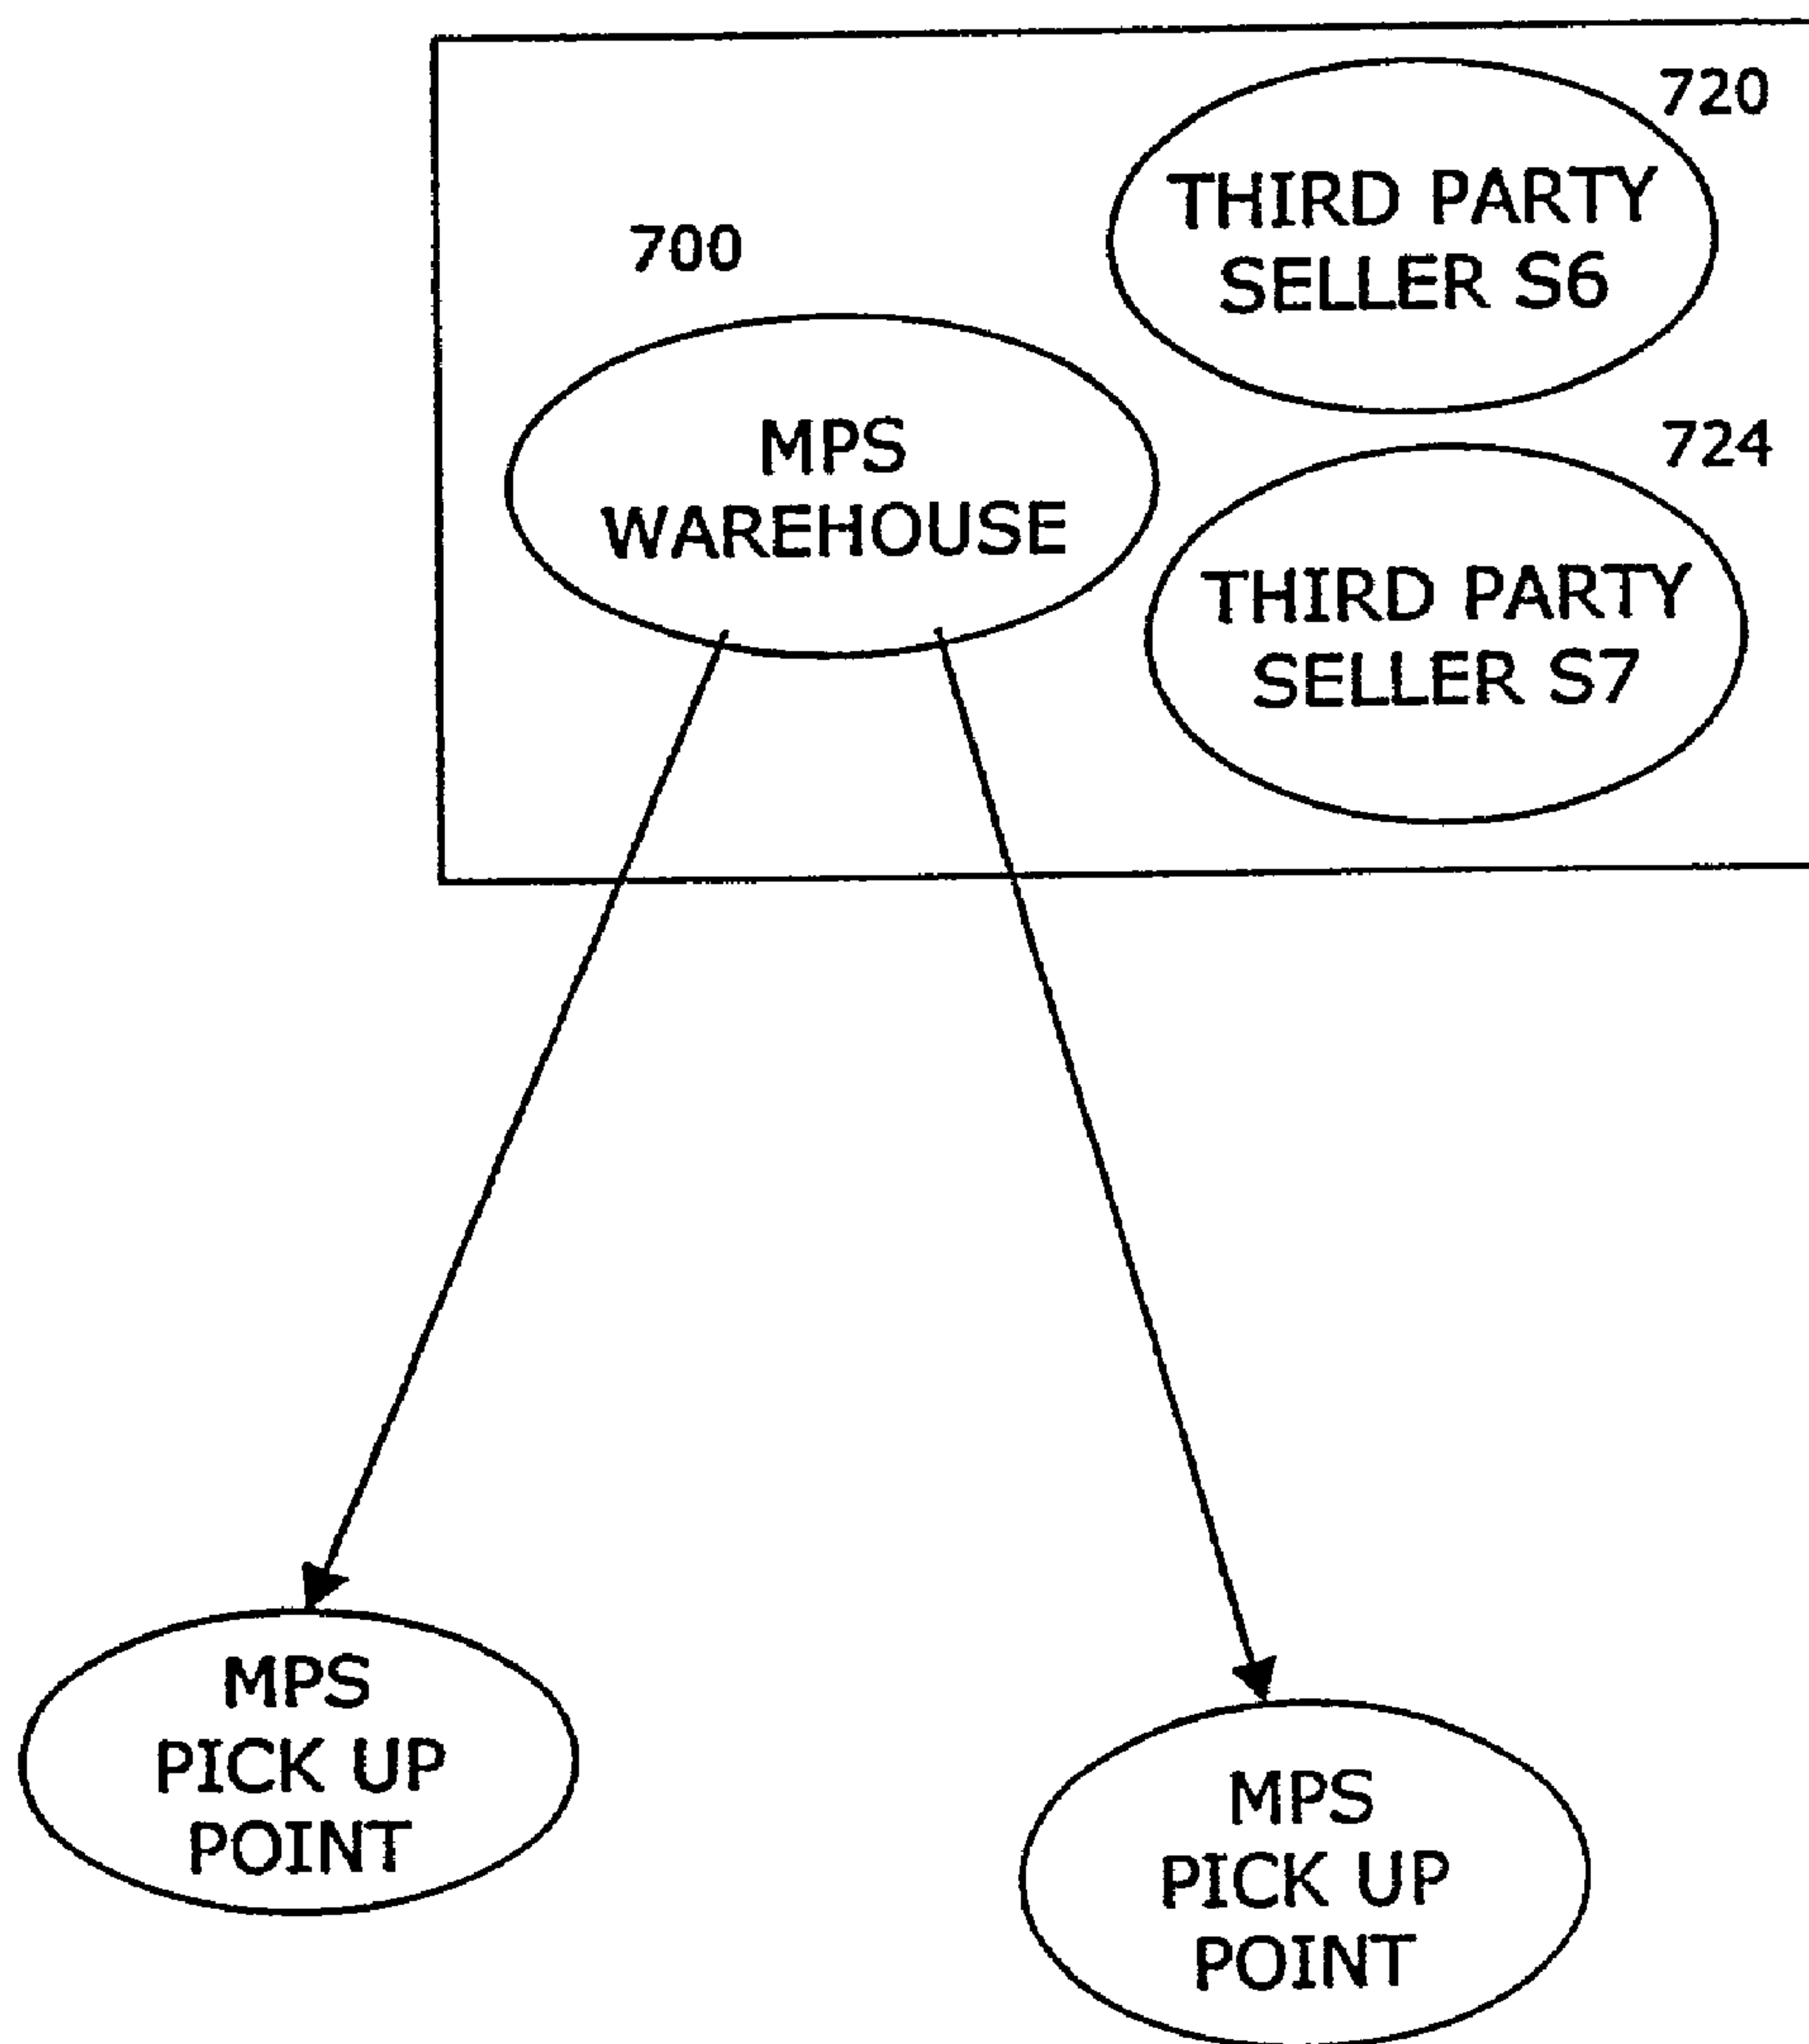 720
THIRD PARTY
SELLER S6
700
MPS
WAREHOUSE
724
THIRD PARTY
SELLER S7
MPS
PICK UP
POINT
MPS
PICK UP
POINT